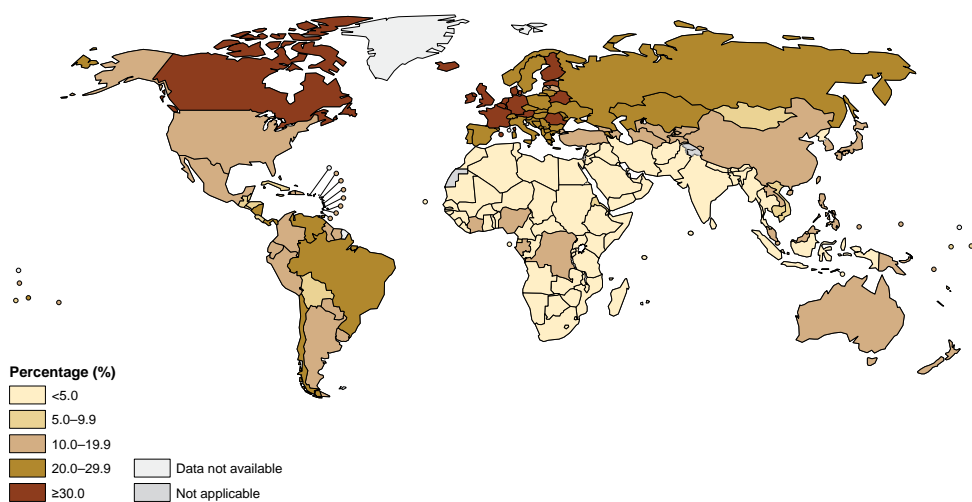 Percentage (%)
<5.0
5.0–9.9
10.0–19.9
20.0–29.9
≥30.0
Data not available
Not applicable